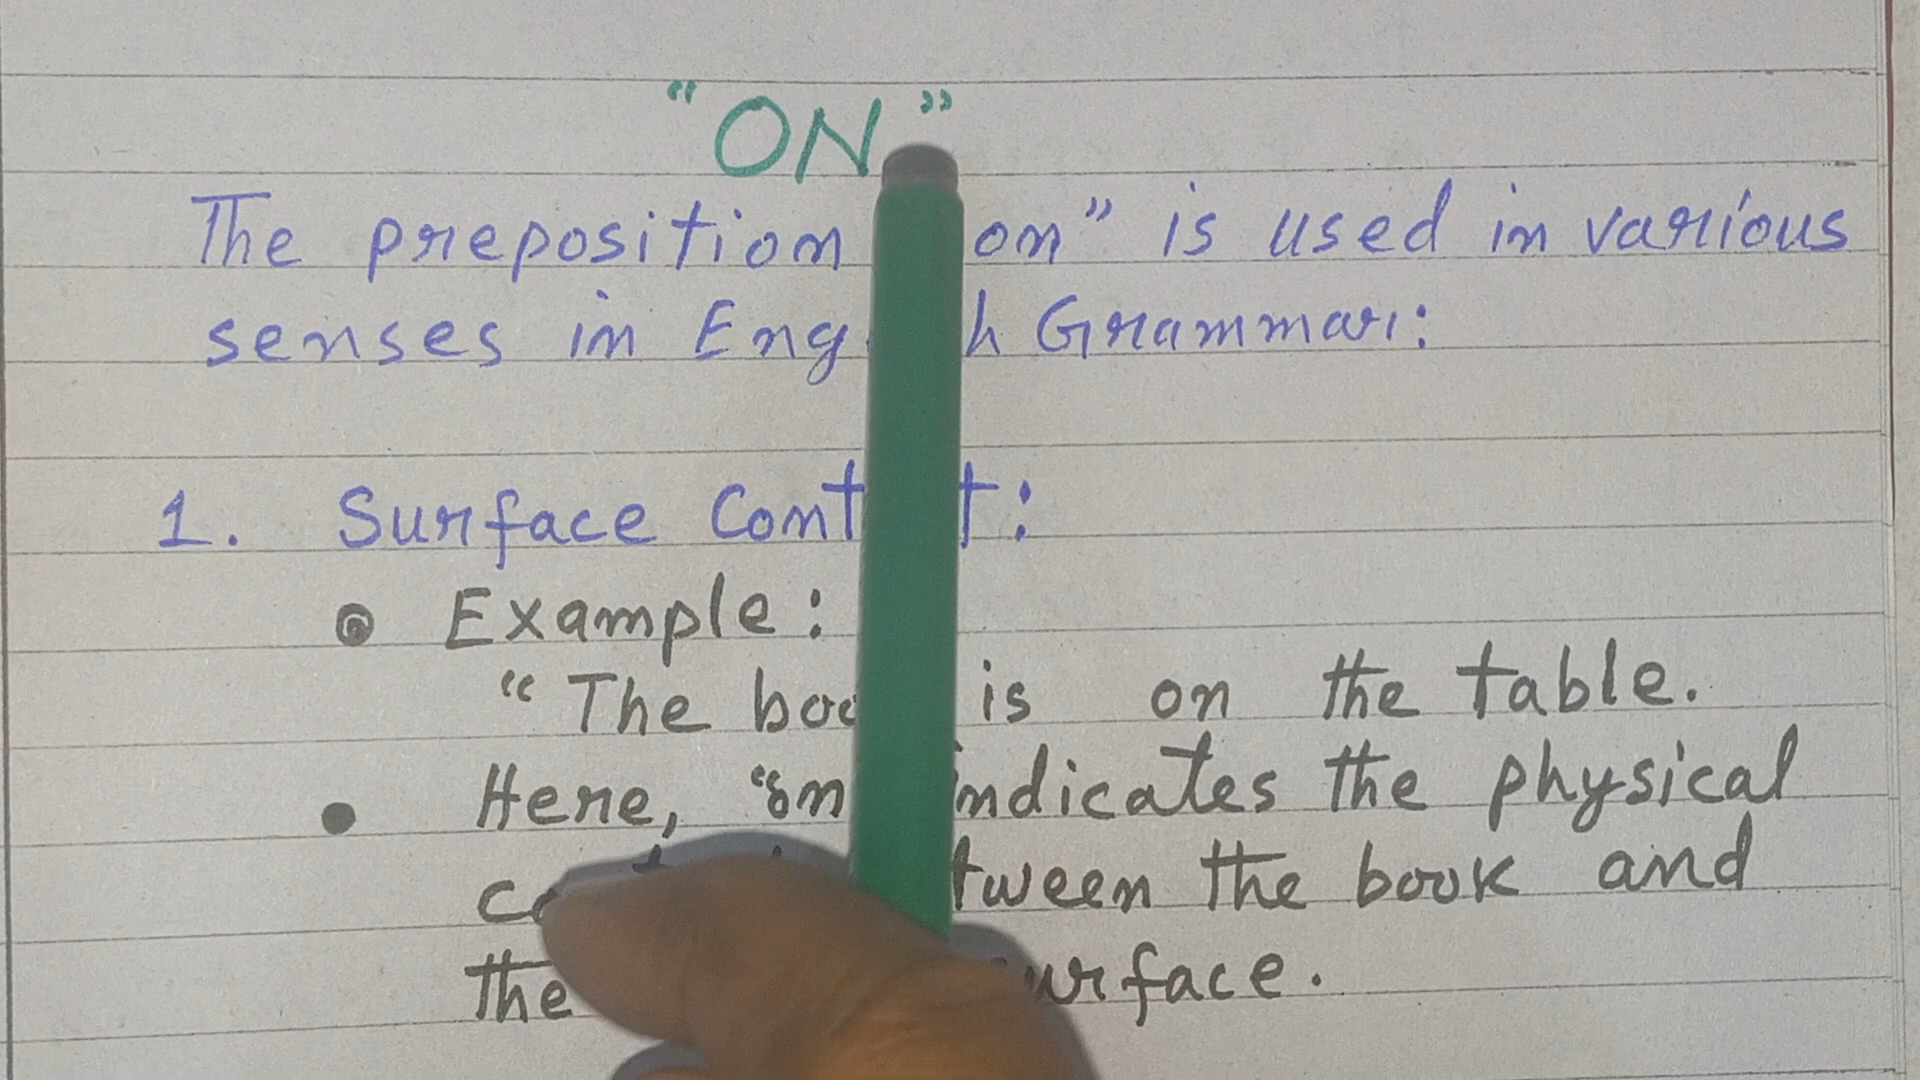 "ON"
The preposition on" is used in various
senses in Eng h Grammar:
1. Surface Cont t:
Example:
"The boo is on the table.
Here, "on indicates the physical
tween the book and
the urface.